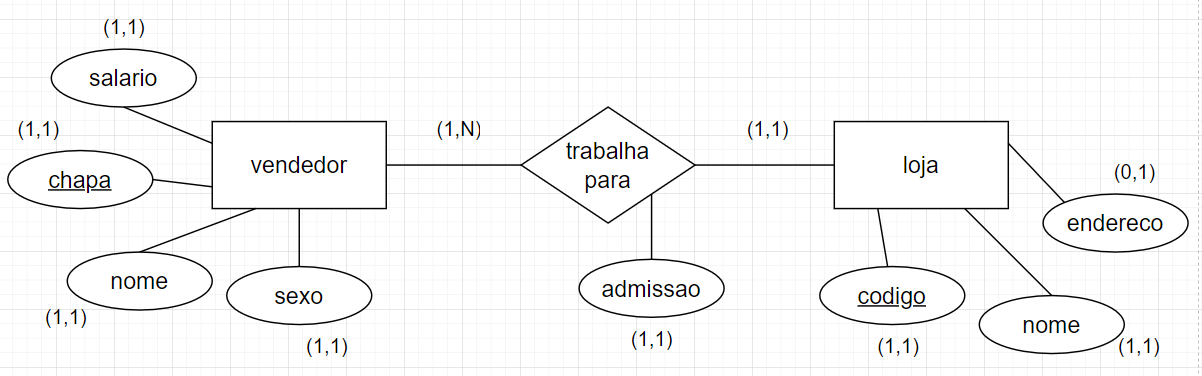 (1,1)
salario
(1,1)
(1,N)
(1,1)
vendedor
trabalha
para
loja
chapa
(0,1)
endereco
nome
sexo
admissao
codigo
nome
(1,1)
(1,1)
(1,1)
(1,1)
(1,1)